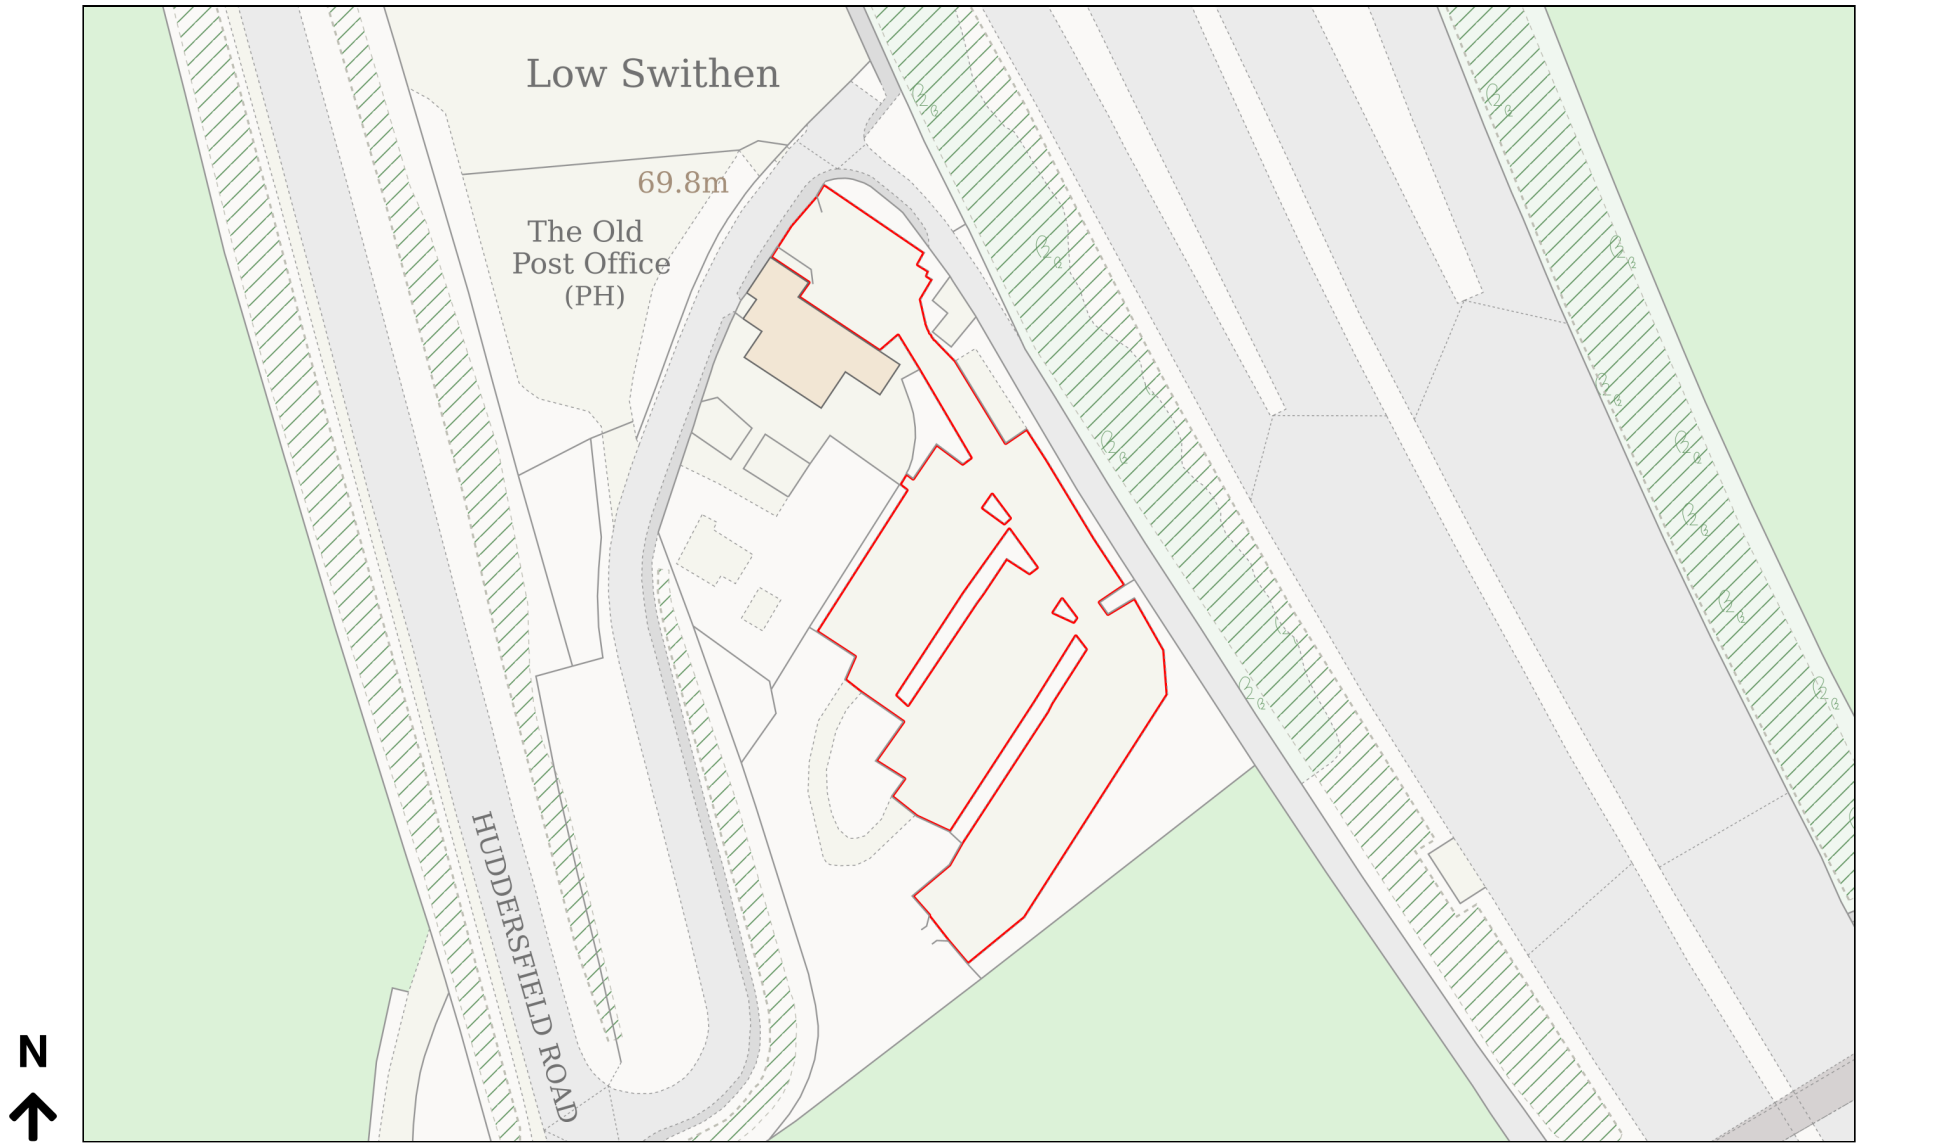 Low Swithen
69.8m
The Old
Post Office
(PH)
HUDDERSFIELD ROAD
N